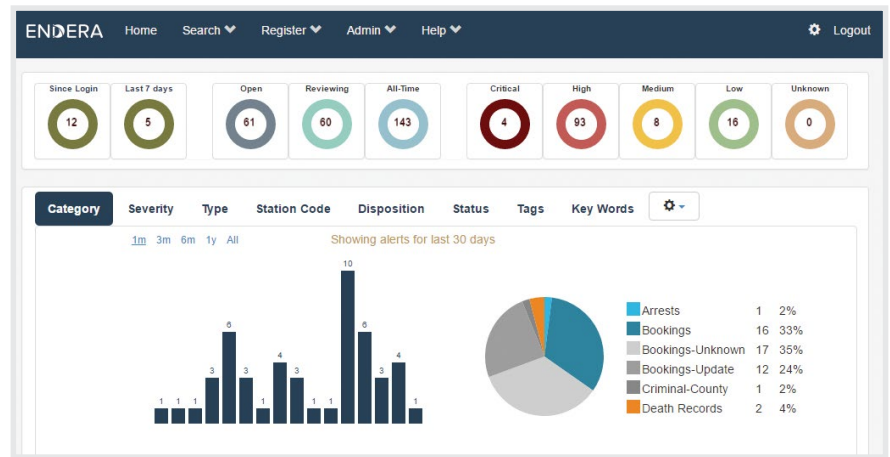 ENDERA Home Search Register Admin Help Logout
Since Login Last 7 days Open Reviewing All-Time Critical High Medium Low Unknown
12 5 61 60 143 4 93 8 16 0
Category Severity Type Station Code Disposition Status Tags Key Words
1m 3m 6m 1y All Showing alerts for last 30 days
1 1 1 3 6 3 1 4 3 1 1 10 6 3 4 1
Arrests 1 2%
Bookings 16 33%
Bookings-Unknown 17 35%
Bookings-Update 12 24%
Criminal-County 1 2%
Death Records 2 4%